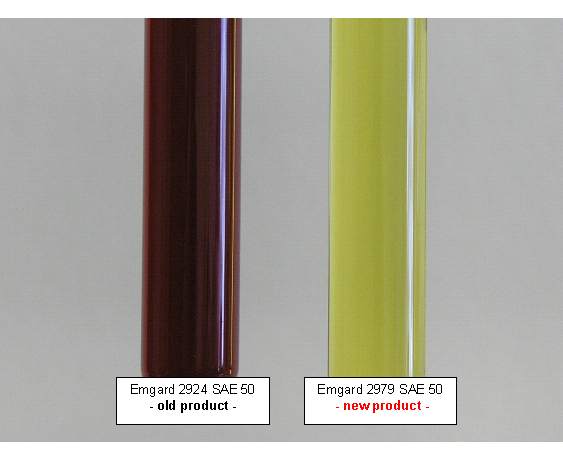 Emgard 2924 SAE 50
- old product -
Emgard 2979 SAE 50
- new product -